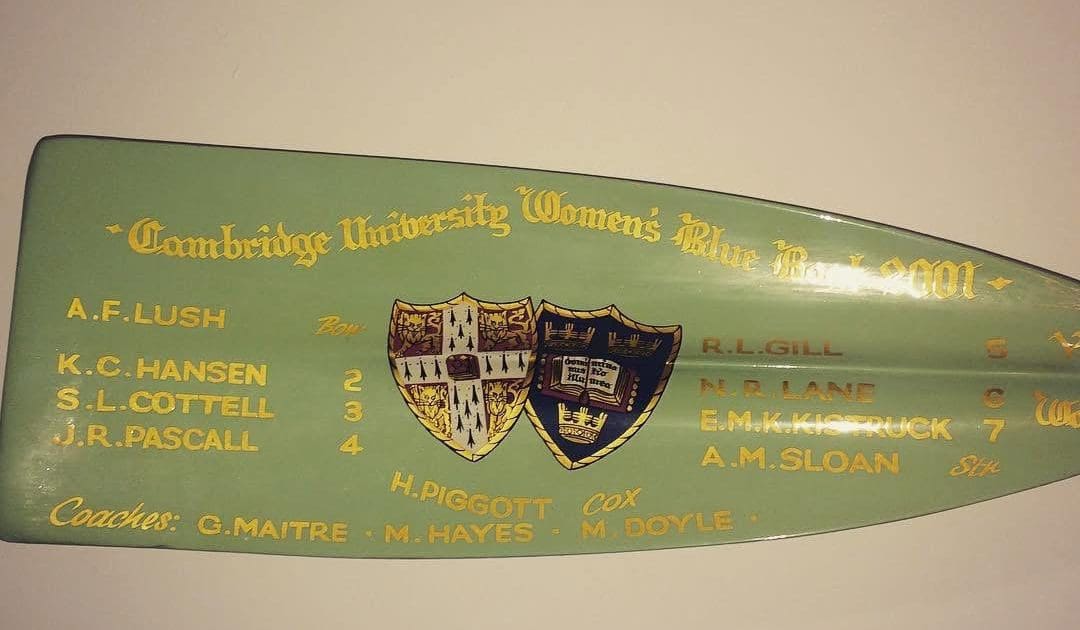 Cambridge University Women's Blue Boat 2001
A.F.LUSH Bow
K.C.HANSEN 2
S.L.COTTELL 3
J.R.PASCALL 4
R.L.GILL 5
N.R.LANE 6
E.M.K.KISTRUCK 7
A.M.SLOAN Str
H.PIGGOTT COX
Coaches: G.MAITRE · M.HAYES · M.DOYLE ·